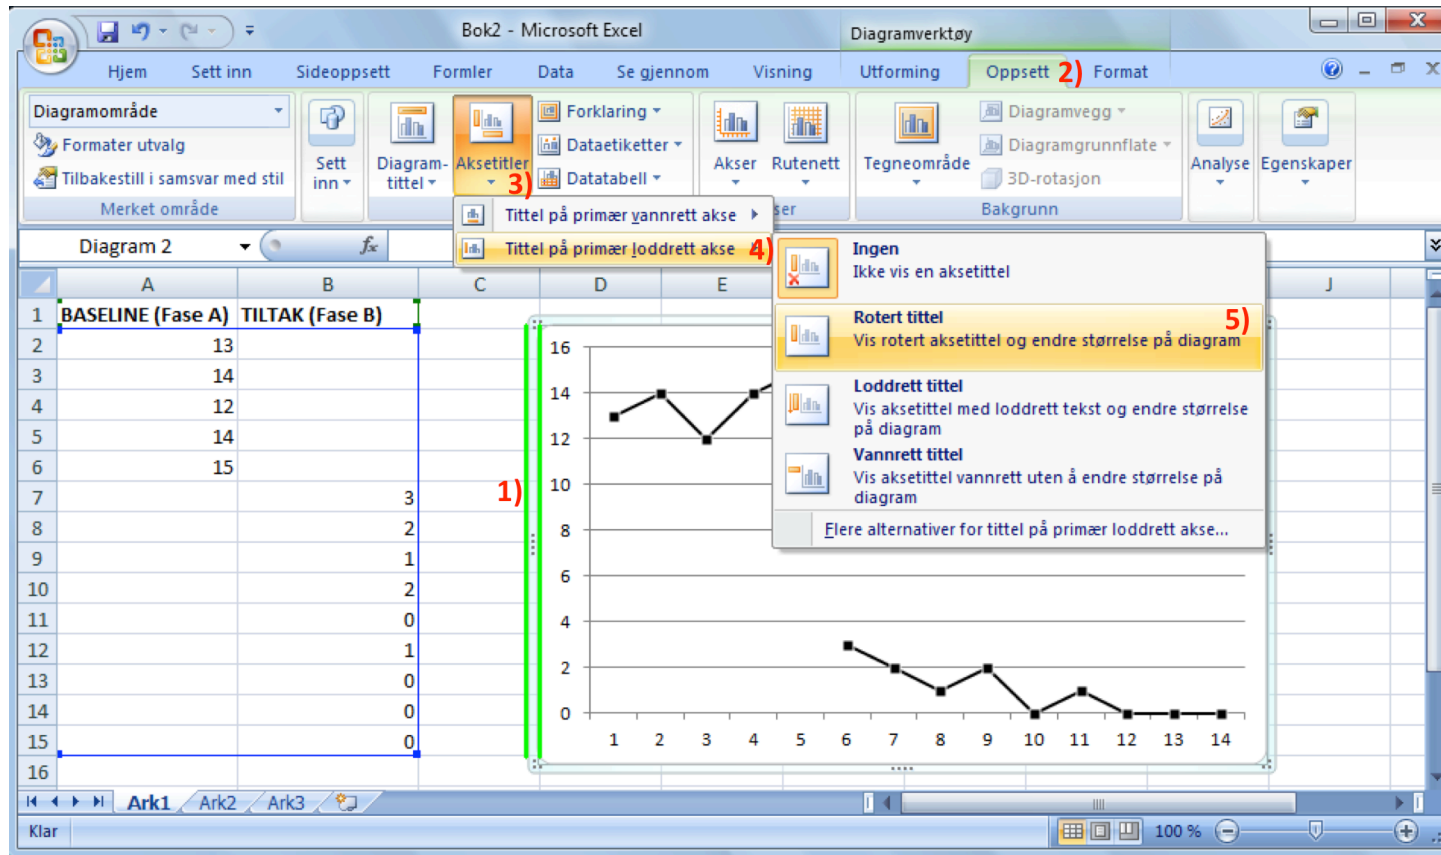 Bok2 - Microsoft Excel
Diagramverktøy
Hjem Sett inn Sideoppsett Formler Data Se gjennom Visning Utforming Oppsett 2) Format
Diagramområde
Formater utvalg
Tilbakestill i samsvar med stil
Merket område
Sett
inn
Diagram-
tittel
Aksetitler
3)
Forklaring
Dataetiketter
Datatabell
Akser
Rutenett
ser
Tegneområde
Diagramvegg
Diagramgrunnflate
3D-rotasjon
Bakgrunn
Analyse
Egenskaper
Tittel på primær vannrett akse
Tittel på primær loddrett akse 4)
Ingen
Ikke vis en aksetittel
Rotert tittel 5)
Vis rotert aksetittel og endre størrelse på diagram
Loddrett tittel
Vis aksetittel med loddrett tekst og endre størrelse
på diagram
Vannrett tittel
Vis aksetittel vannrett uten å endre størrelse på
diagram
Flere alternativer for tittel på primær loddrett akse...
Diagram 2 fx
A B C D E J
1 BASELINE (Fase A) TILTAK (Fase B)
2 13
3 14
4 12
5 14
6 15
7 3
8 2
9 1
10 2
11 0
12 1
13 0
14 0
15 0
16
1)
16
14
12
10
8
6
4
2
0
1 2 3 4 5 6 7 8 9 10 11 12 13 14
Ark1 Ark2 Ark3
Klar
100 %